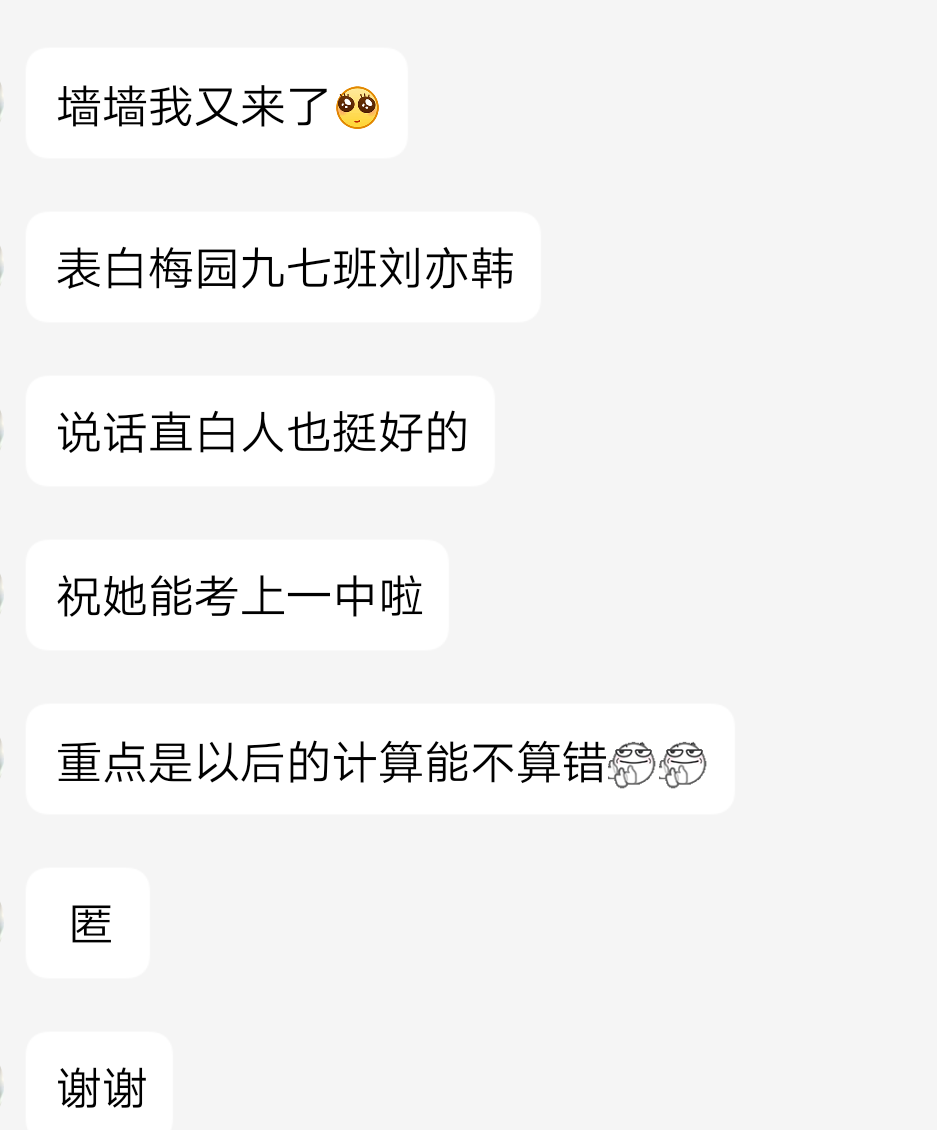 墙墙我又来了🥺
表白梅园九七班刘亦韩
说话直白人也挺好的
祝她能考上一中啦
重点是以后的计算能不算错
匿
谢谢